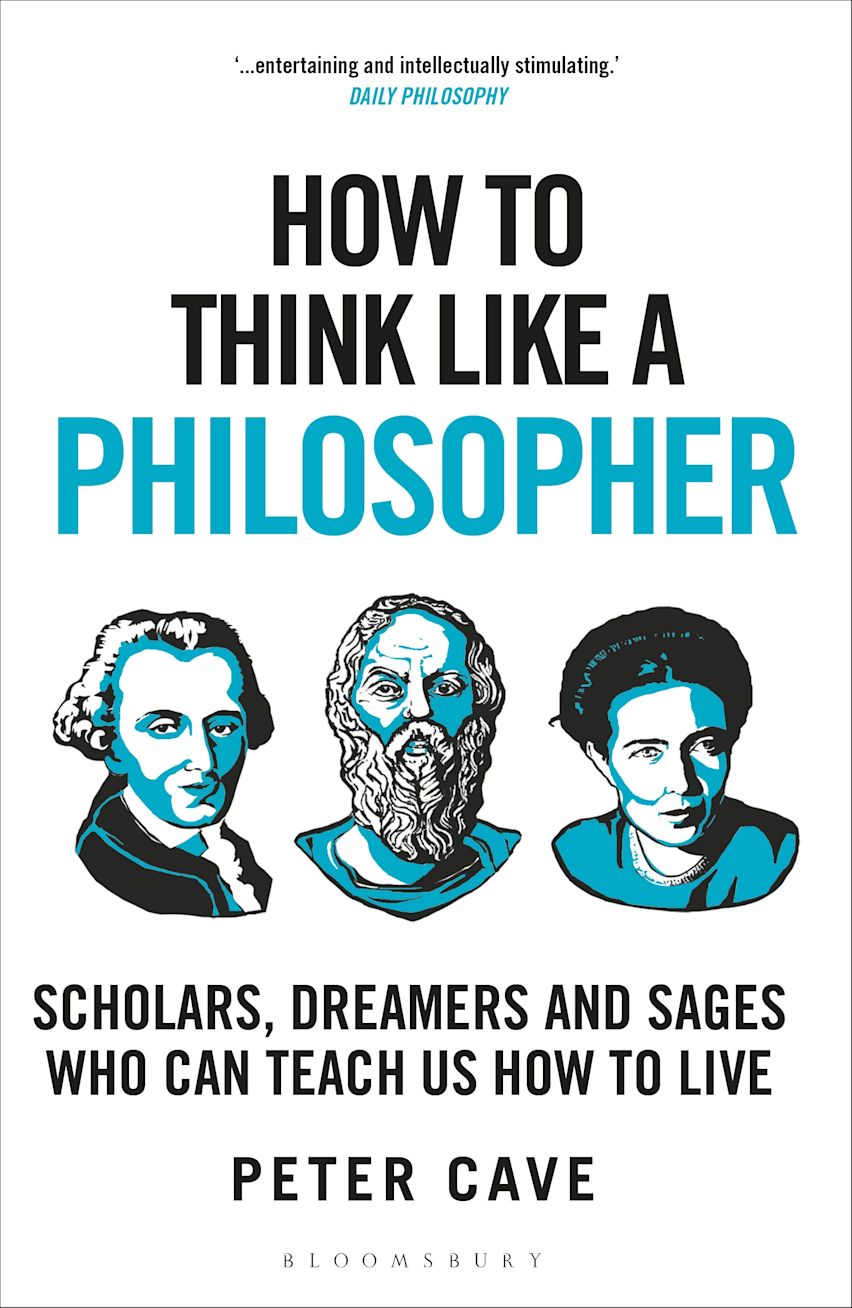 ‘...entertaining and intellectually stimulating.’
DAILY PHILOSOPHY
HOW TO
THINK LIKE A
PHILOSOPHER
SCHOLARS, DREAMERS AND SAGES
WHO CAN TEACH US HOW TO LIVE
PETER CAVE
BLOOMSBURY